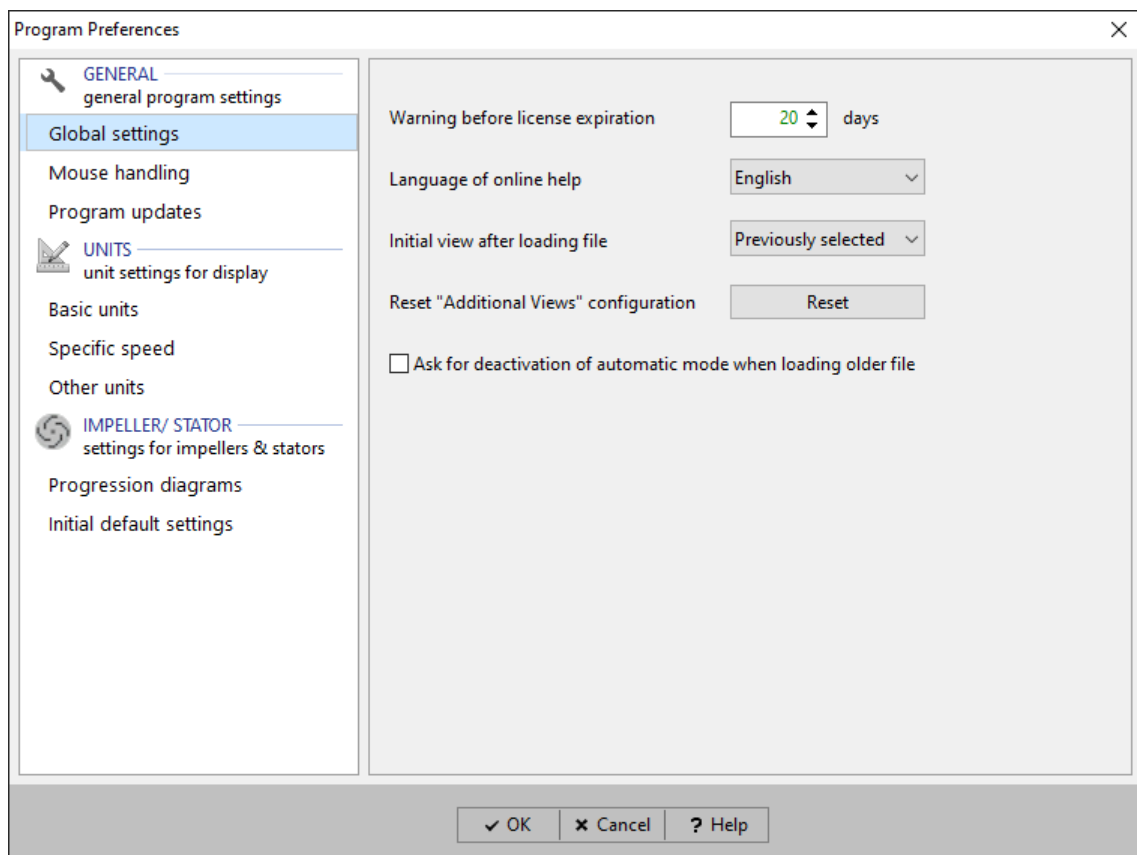 Program Preferences
GENERAL
general program settings
Global settings
Mouse handling
Program updates
UNITS
unit settings for display
Basic units
Specific speed
Other units
IMPELLER/ STATOR
settings for impellers & stators
Progression diagrams
Initial default settings
Warning before license expiration 20 days
Language of online help English
Initial view after loading file Previously selected
Reset "Additional Views" configuration Reset
Ask for deactivation of automatic mode when loading older file
OK Cancel ? Help